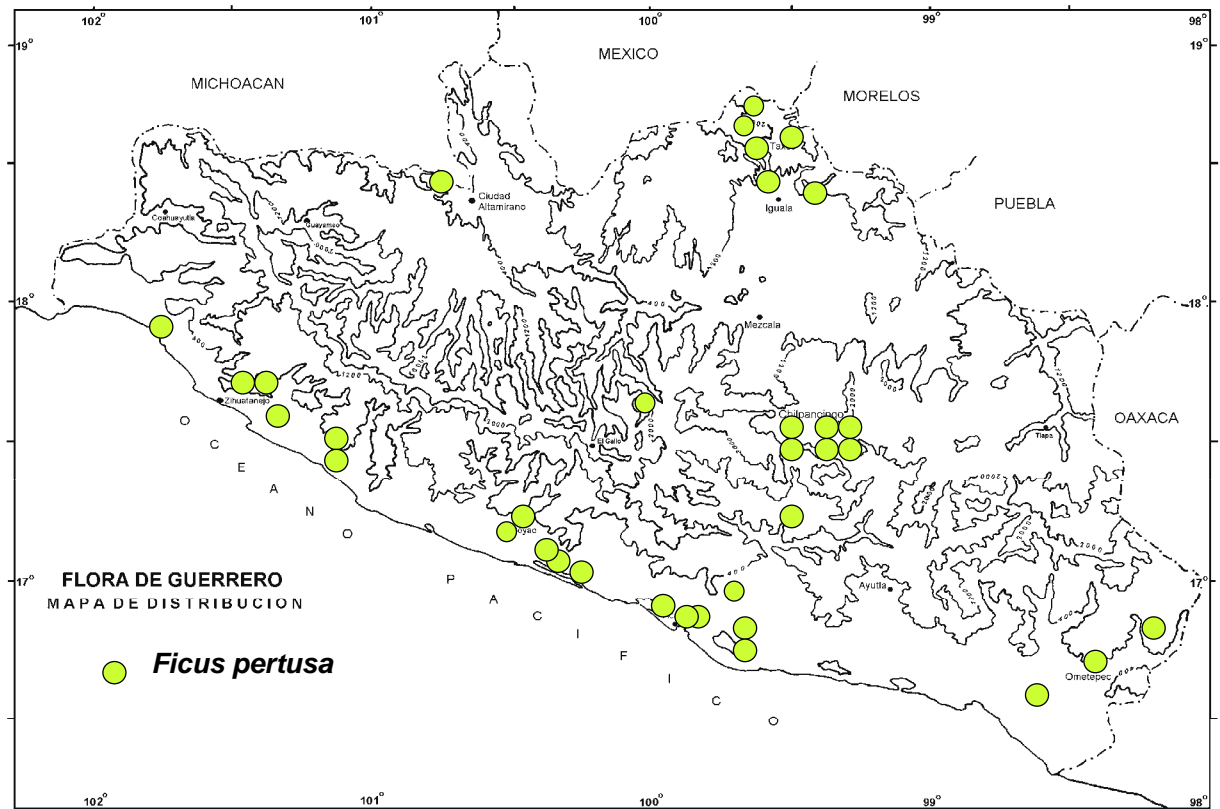 102° 101° 100° 99° 98°
19° 19°
MEXICO
MICHOACAN
MORELOS
Ciudad
Altamirano
Iguala
PUEBLA
Coahuayutla
Guayameo
18° 18°
Mezcala
Zihuatanejo
Chilpancingo
OAXACA
El Gallo
Tlapa
OCEANO
17° 17°
Ayutla
FLORA DE GUERRERO
MAPA DE DISTRIBUCION
PACIFICO
Ficus pertusa
Ometepec
102° 101° 100° 99° 98°